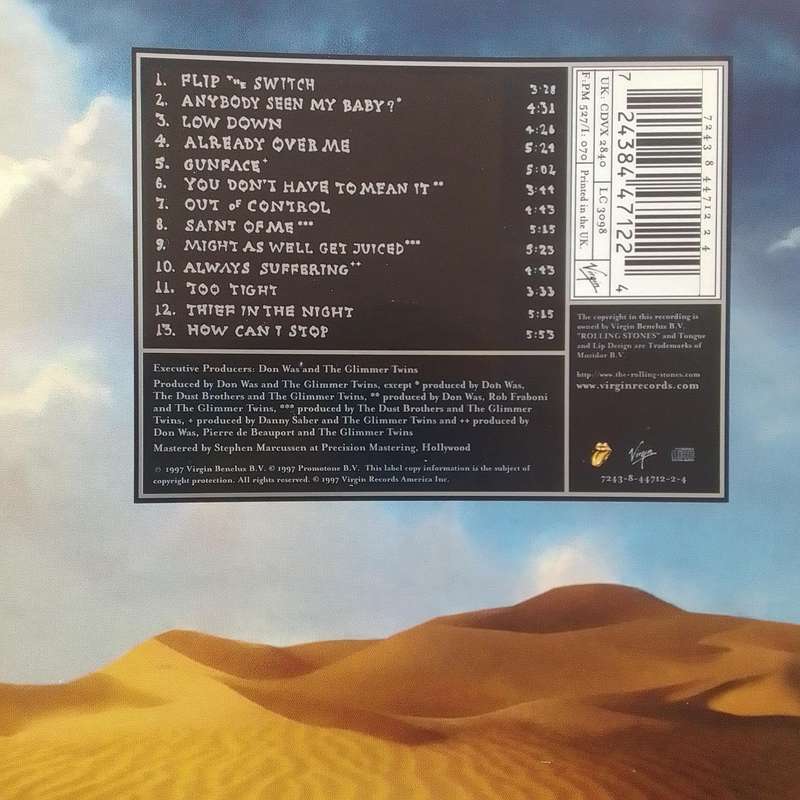 1. FLIP THE SWITCH 3:28
2. ANYBODY SEEN MY BABY?* 4:31
3. LOW DOWN 4:26
4. ALREADY OVER ME 5:24
5. GUNFACE+ 5:02
6. YOU DON'T HAVE TO MEAN IT** 3:44
7. OUT OF CONTROL 4:43
8. SAINT OF ME*** 5:15
9. MIGHT AS WELL GET JUICED*** 5:23
10. ALWAYS SUFFERING++ 4:43
11. TOO TIGHT 3:33
12. THIEF IN THE NIGHT 5:15
13. HOW CAN I STOP 5:53
Executive Producers: Don Was and The Glimmer Twins
Produced by Don Was and The Glimmer Twins, except * produced by Don Was,
The Dust Brothers and The Glimmer Twins, ** produced by Don Was, Rob Fraboni
and The Glimmer Twins, *** produced by The Dust Brothers and The Glimmer
Twins, + produced by Danny Saber and The Glimmer Twins and ++ produced by
Don Was, Pierre de Beauport and The Glimmer Twins
Mastered by Stephen Marcussen at Precision Mastering, Hollywood
℗ 1997 Virgin Benelux B.V. © 1997 Promotone B.V. This label copy information is the subject of
copyright protection. All rights reserved. © 1997 Virgin Records America Inc.
7243 8 44712 2 4
7 24384 47122 4
UK: CDVX 2840 LC 3098
F:PM 527/I: 070 Printed in the UK.
Virgin
The copyright in this recording is
owned by Virgin Benelux B.V.
"ROLLING STONES" and Tongue
and Lip Design are Trademarks of
Musidor B.V.
http://www.the-rolling-stones.com
www.virginrecords.com
Virgin
7243-8-44712-2-4